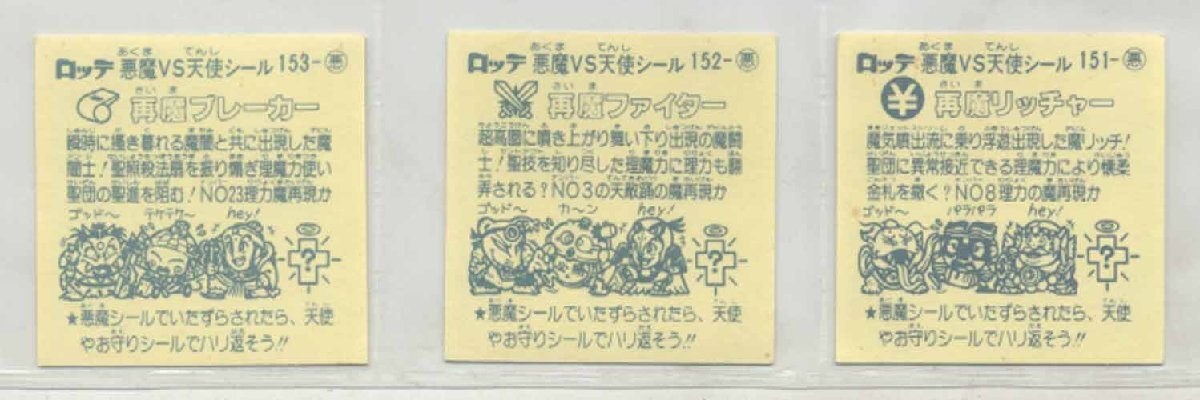 ロッテ 悪魔VS天使シール 153-悪
再魔ブレーカー
瞬時に掻き暮れる魔闇と共に出現した魔
闘士!聖照殺法扇を振り煽ぎ理魔力使い
聖団の聖進を阻む!NO23理力魔再現か
ゴッド〜 テケテケ〜 hey!
?
★悪魔シールでいたずらされたら、天使
やお守りシールでハリ返そう!!
ロッテ 悪魔VS天使シール 152-悪
再魔ファイター
超高圏に噴き上がり舞い下り出現の魔闘
士!聖技を知り尽した理魔力に理力も翻
弄される?NO3の天敵踊の魔再現か
ゴッド〜 カ〜ン hey!
?
★悪魔シールでいたずらされたら、天使
やお守りシールでハリ返そう!!
ロッテ 悪魔VS天使シール 151-悪
¥ 再魔リッチャー
魔気噴出流に乗り浮遊出現した魔リッチ!
聖団に異常接近できる理魔力により懐柔
金札を撒く?NO8理力の魔再現か
ゴッド〜 パラパラ hey!
?
★悪魔シールでいたずらされたら、天使
やお守りシールでハリ返そう!!